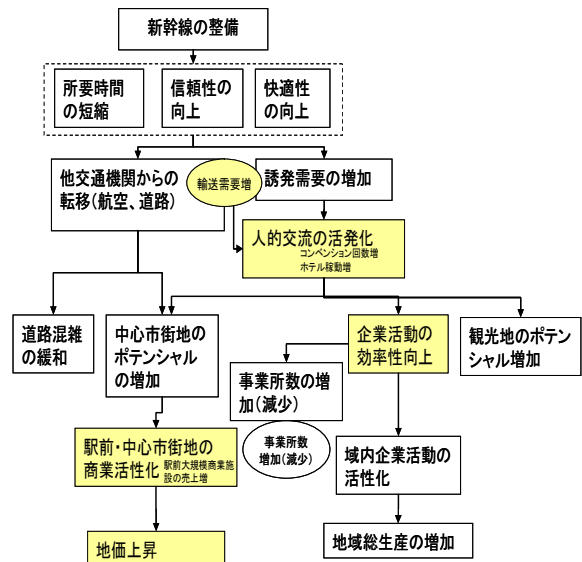 新幹線の整備
所要時間
の短縮
信頼性の
向上
快適性
の向上
他交通機関からの
転移(航空、道路)
輸送需要増
誘発需要の増加
人的交流の活発化
コンベンション回数増
ホテル稼動増
道路混雑
の緩和
中心市街地の
ポテンシャル
の増加
企業活動の
効率性向上
観光地のポテン
シャル増加
事業所数の増
加(減少)
事業所数
増加(減少)
駅前・中心市街地の
商業活性化 駅前大規模商業施
設の売上増
域内企業活動の
活性化
地価上昇
地域総生産の増加